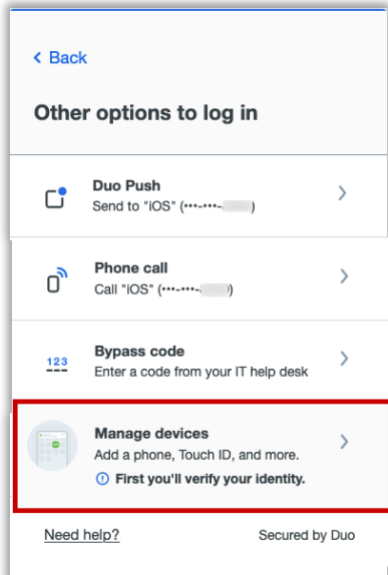 Back
Other options to log in
Duo Push
Send to "iOS" (•••-•••- )
Phone call
Call "iOS" (•••-•••- )
123
Bypass code
Enter a code from your IT help desk
Manage devices
Add a phone, Touch ID, and more.
First you'll verify your identity.
Need help? Secured by Duo